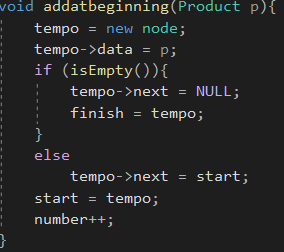 void addatbeginning(Product p){
    tempo = new node;
    tempo->data = p;
    if (isEmpty()){
        tempo->next = NULL;
        finish = tempo;
    }
    else
        tempo->next = start;
    start = tempo;
    number++;
}